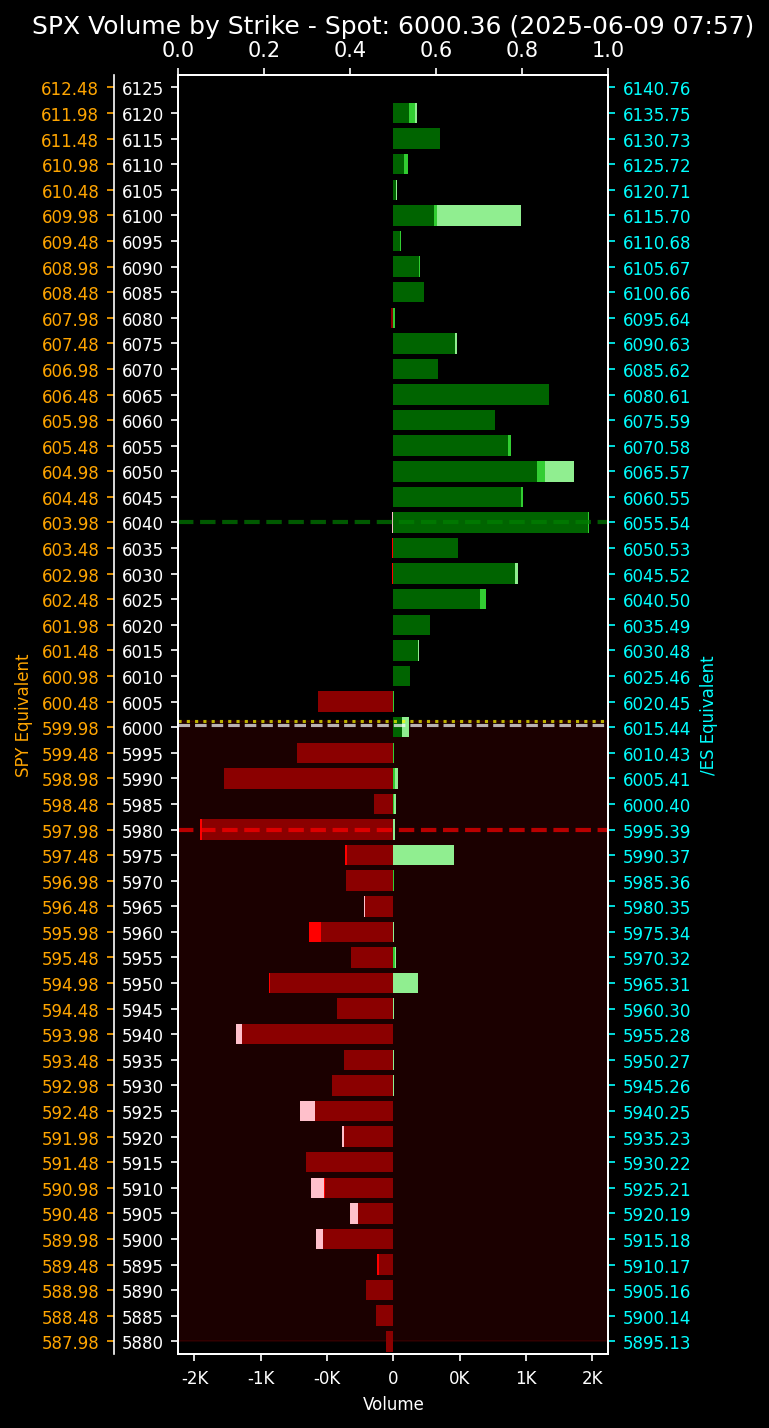 SPX Volume by Strike - Spot: 6000.36 (2025-06-09 07:57)
0.0 0.2 0.4 0.6 0.8 1.0
612.48 6125 6140.76
611.98 6120 6135.75
611.48 6115 6130.73
610.98 6110 6125.72
610.48 6105 6120.71
609.98 6100 6115.70
609.48 6095 6110.68
608.98 6090 6105.67
608.48 6085 6100.66
607.98 6080 6095.64
607.48 6075 6090.63
606.98 6070 6085.62
606.48 6065 6080.61
605.98 6060 6075.59
605.48 6055 6070.58
604.98 6050 6065.57
604.48 6045 6060.55
603.98 6040 6055.54
603.48 6035 6050.53
602.98 6030 6045.52
602.48 6025 6040.50
601.98 6020 6035.49
601.48 6015 6030.48
600.98 6010 6025.46
600.48 6005 6020.45
599.98 6000 6015.44
599.48 5995 6010.43
598.98 5990 6005.41
598.48 5985 6000.40
597.98 5980 5995.39
597.48 5975 5990.37
596.98 5970 5985.36
596.48 5965 5980.35
595.98 5960 5975.34
595.48 5955 5970.32
594.98 5950 5965.31
594.48 5945 5960.30
593.98 5940 5955.28
593.48 5935 5950.27
592.98 5930 5945.26
592.48 5925 5940.25
591.98 5920 5935.23
591.48 5915 5930.22
590.98 5910 5925.21
590.48 5905 5920.19
589.98 5900 5915.18
589.48 5895 5910.17
588.98 5890 5905.16
588.48 5885 5900.14
587.98 5880 5895.13
SPY Equivalent
/ES Equivalent
-2K -1K -0K 0 0K 1K 2K
Volume